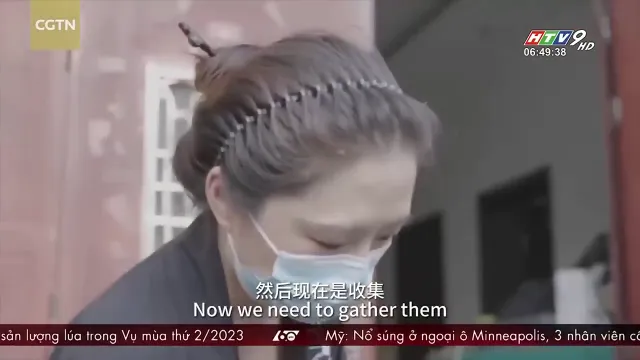 CGTN
HTV9 HD
06:49:38
然后现在是收集
Now we need to gather them
sản lượng lúa trong Vụ mùa thứ 2/2023
60
Mỹ: Nổ súng ở ngoại ô Minneapolis, 3 nhân viên